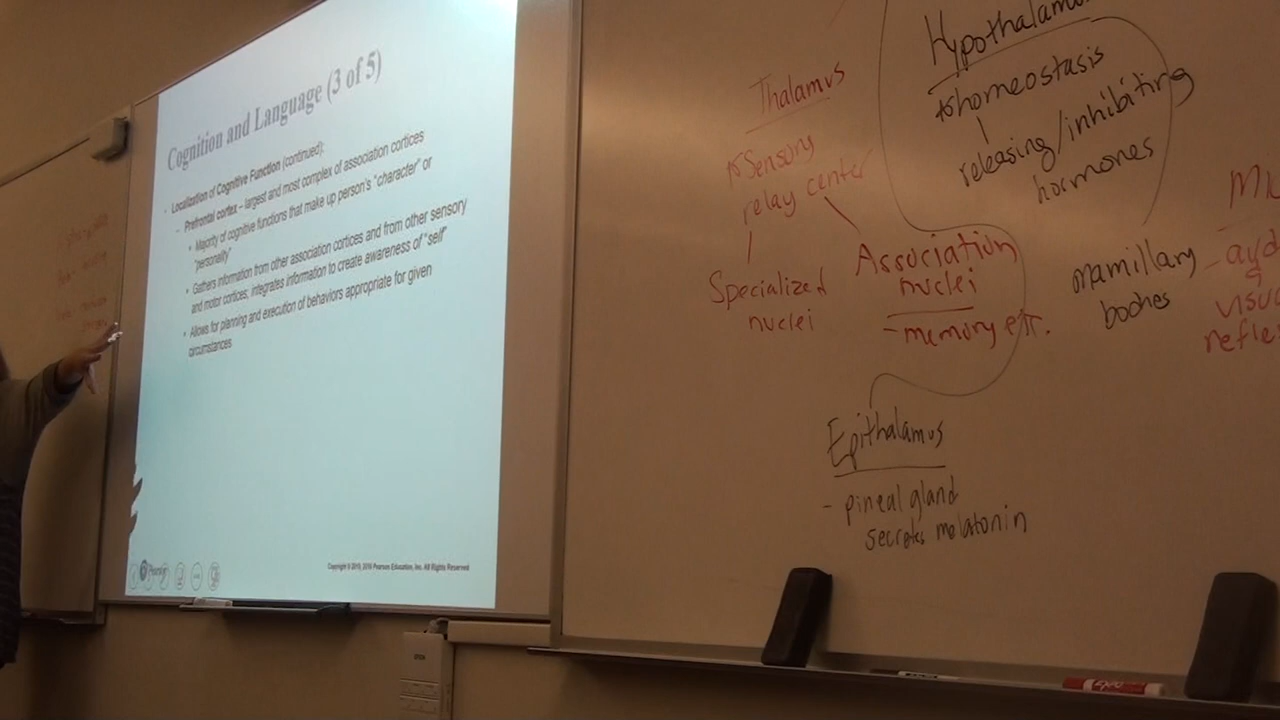 Cognition and Language (3 of 5)
• Localization of Cognitive Function (continued):
– Prefrontal cortex – largest and most complex of association cortices
• Majority of cognitive functions that make up person's "character" or
"personality"
• Gathers information from other association cortices and from other sensory
and motor cortices; integrates information to create awareness of "self"
• Allows for planning and execution of behaviors appropriate for given
circumstances
Pearson
Copyright © 2019, 2016 Pearson Education, Inc. All Rights Reserved
EPSON
Thalamus
Sensory
relay center
Specialized
nuclei
Association
nuclei
- memory etc.
homeostasis
releasing/inhibiting
hormones
mamillary
bodies
Epithalamus
- pineal gland
secretes melatonin
EXPO